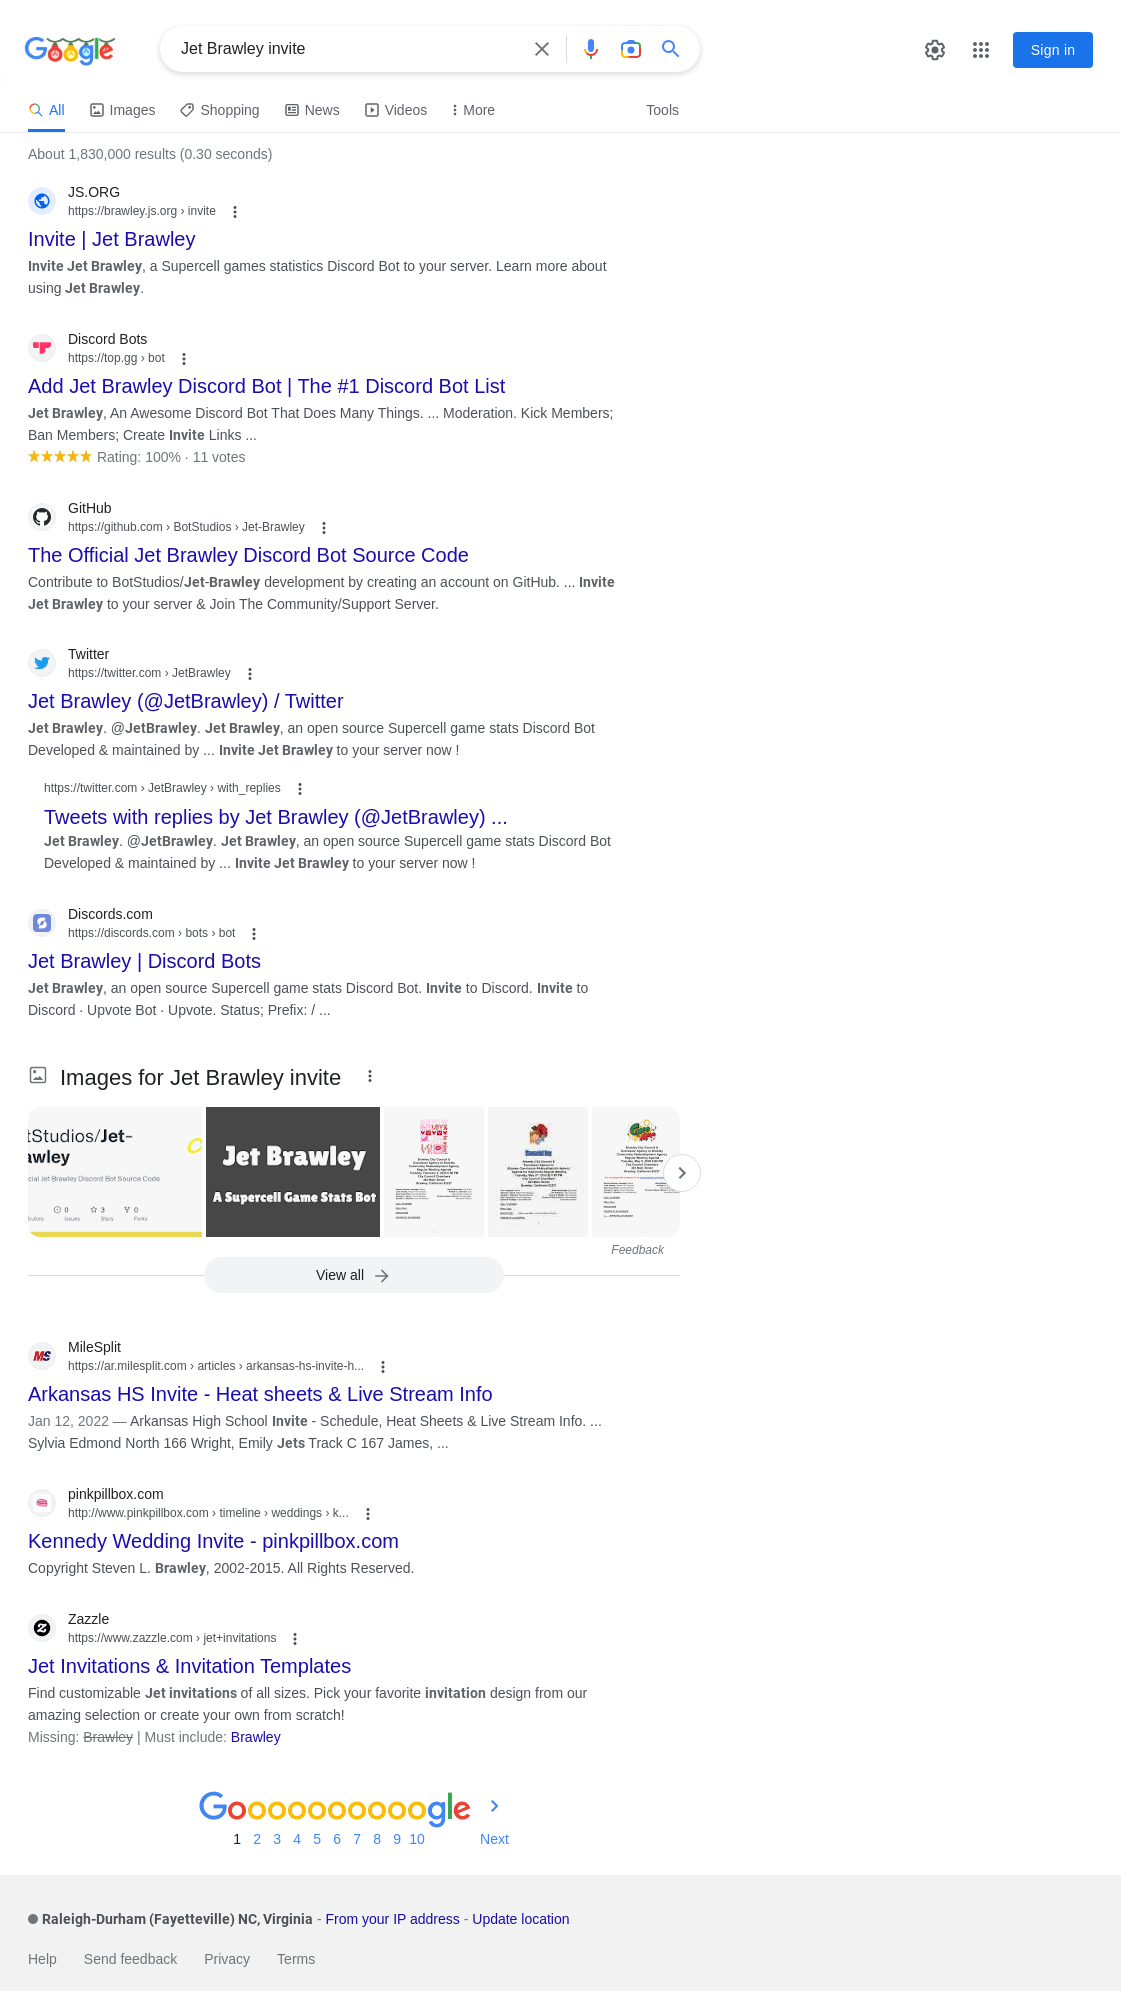 Google
Jet Brawley invite
Sign in
All
Images
Shopping
News
Videos
More
Tools
About 1,830,000 results (0.30 seconds)
JS.ORG
https://brawley.js.org › invite
Invite | Jet Brawley
Invite Jet Brawley, a Supercell games statistics Discord Bot to your server. Learn more about
using Jet Brawley.
Discord Bots
https://top.gg › bot
Add Jet Brawley Discord Bot | The #1 Discord Bot List
Jet Brawley, An Awesome Discord Bot That Does Many Things. ... Moderation. Kick Members;
Ban Members; Create Invite Links ...
Rating: 100% · 11 votes
GitHub
https://github.com › BotStudios › Jet-Brawley
The Official Jet Brawley Discord Bot Source Code
Contribute to BotStudios/Jet-Brawley development by creating an account on GitHub. ... Invite
Jet Brawley to your server & Join The Community/Support Server.
Twitter
https://twitter.com › JetBrawley
Jet Brawley (@JetBrawley) / Twitter
Jet Brawley. @JetBrawley. Jet Brawley, an open source Supercell game stats Discord Bot
Developed & maintained by ... Invite Jet Brawley to your server now !
https://twitter.com › JetBrawley › with_replies
Tweets with replies by Jet Brawley (@JetBrawley) ...
Jet Brawley. @JetBrawley. Jet Brawley, an open source Supercell game stats Discord Bot
Developed & maintained by ... Invite Jet Brawley to your server now !
Discords.com
https://discords.com › bots › bot
Jet Brawley | Discord Bots
Jet Brawley, an open source Supercell game stats Discord Bot. Invite to Discord. Invite to
Discord · Upvote Bot · Upvote. Status; Prefix: / ...
Images for Jet Brawley invite
tStudios/Jet-
awley
cial Jet Brawley Discord Bot Source Code
0
3
0
Issues
Stars
Forks
Jet Brawley
A Supercell Game Stats Bot
Feedback
View all
MileSplit
https://ar.milesplit.com › articles › arkansas-hs-invite-h...
Arkansas HS Invite - Heat sheets & Live Stream Info
Jan 12, 2022 — Arkansas High School Invite - Schedule, Heat Sheets & Live Stream Info. ...
Sylvia Edmond North 166 Wright, Emily Jets Track C 167 James, ...
pinkpillbox.com
http://www.pinkpillbox.com › timeline › weddings › k...
Kennedy Wedding Invite - pinkpillbox.com
Copyright Steven L. Brawley, 2002-2015. All Rights Reserved.
Zazzle
https://www.zazzle.com › jet+invitations
Jet Invitations & Invitation Templates
Find customizable Jet invitations of all sizes. Pick your favorite invitation design from our
amazing selection or create your own from scratch!
Missing: Brawley | Must include: Brawley
Goooooooooogle
1 2 3 4 5 6 7 8 9 10 Next
Raleigh-Durham (Fayetteville) NC, Virginia - From your IP address - Update location
Help
Send feedback
Privacy
Terms